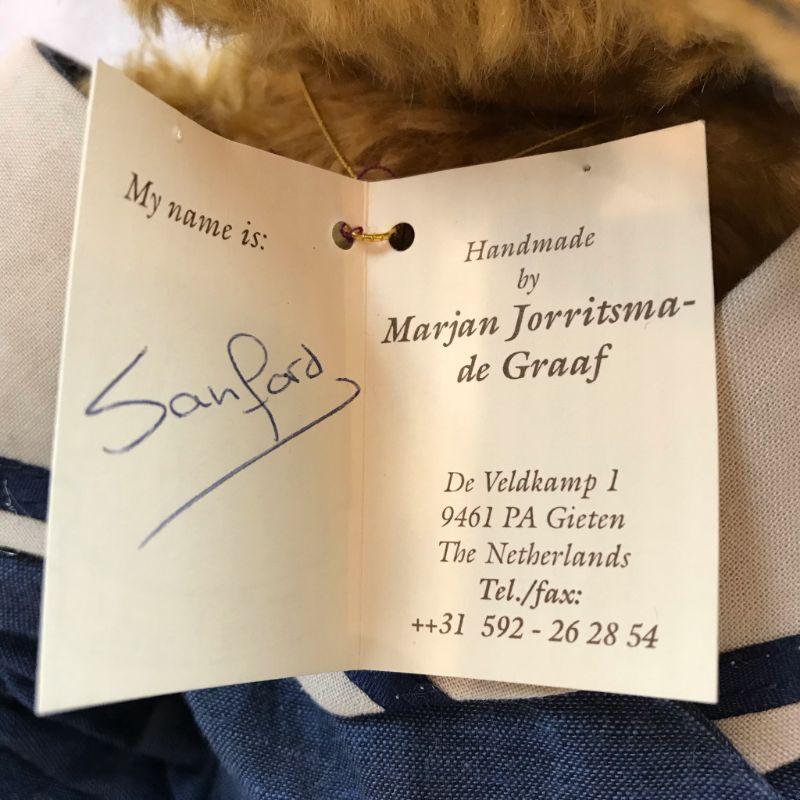 My name is:
Sanford
Handmade
by
Marjan Jorritsma-
de Graaf
De Veldkamp 1
9461 PA Gieten
The Netherlands
Tel./fax:
++31 592 - 26 28 54